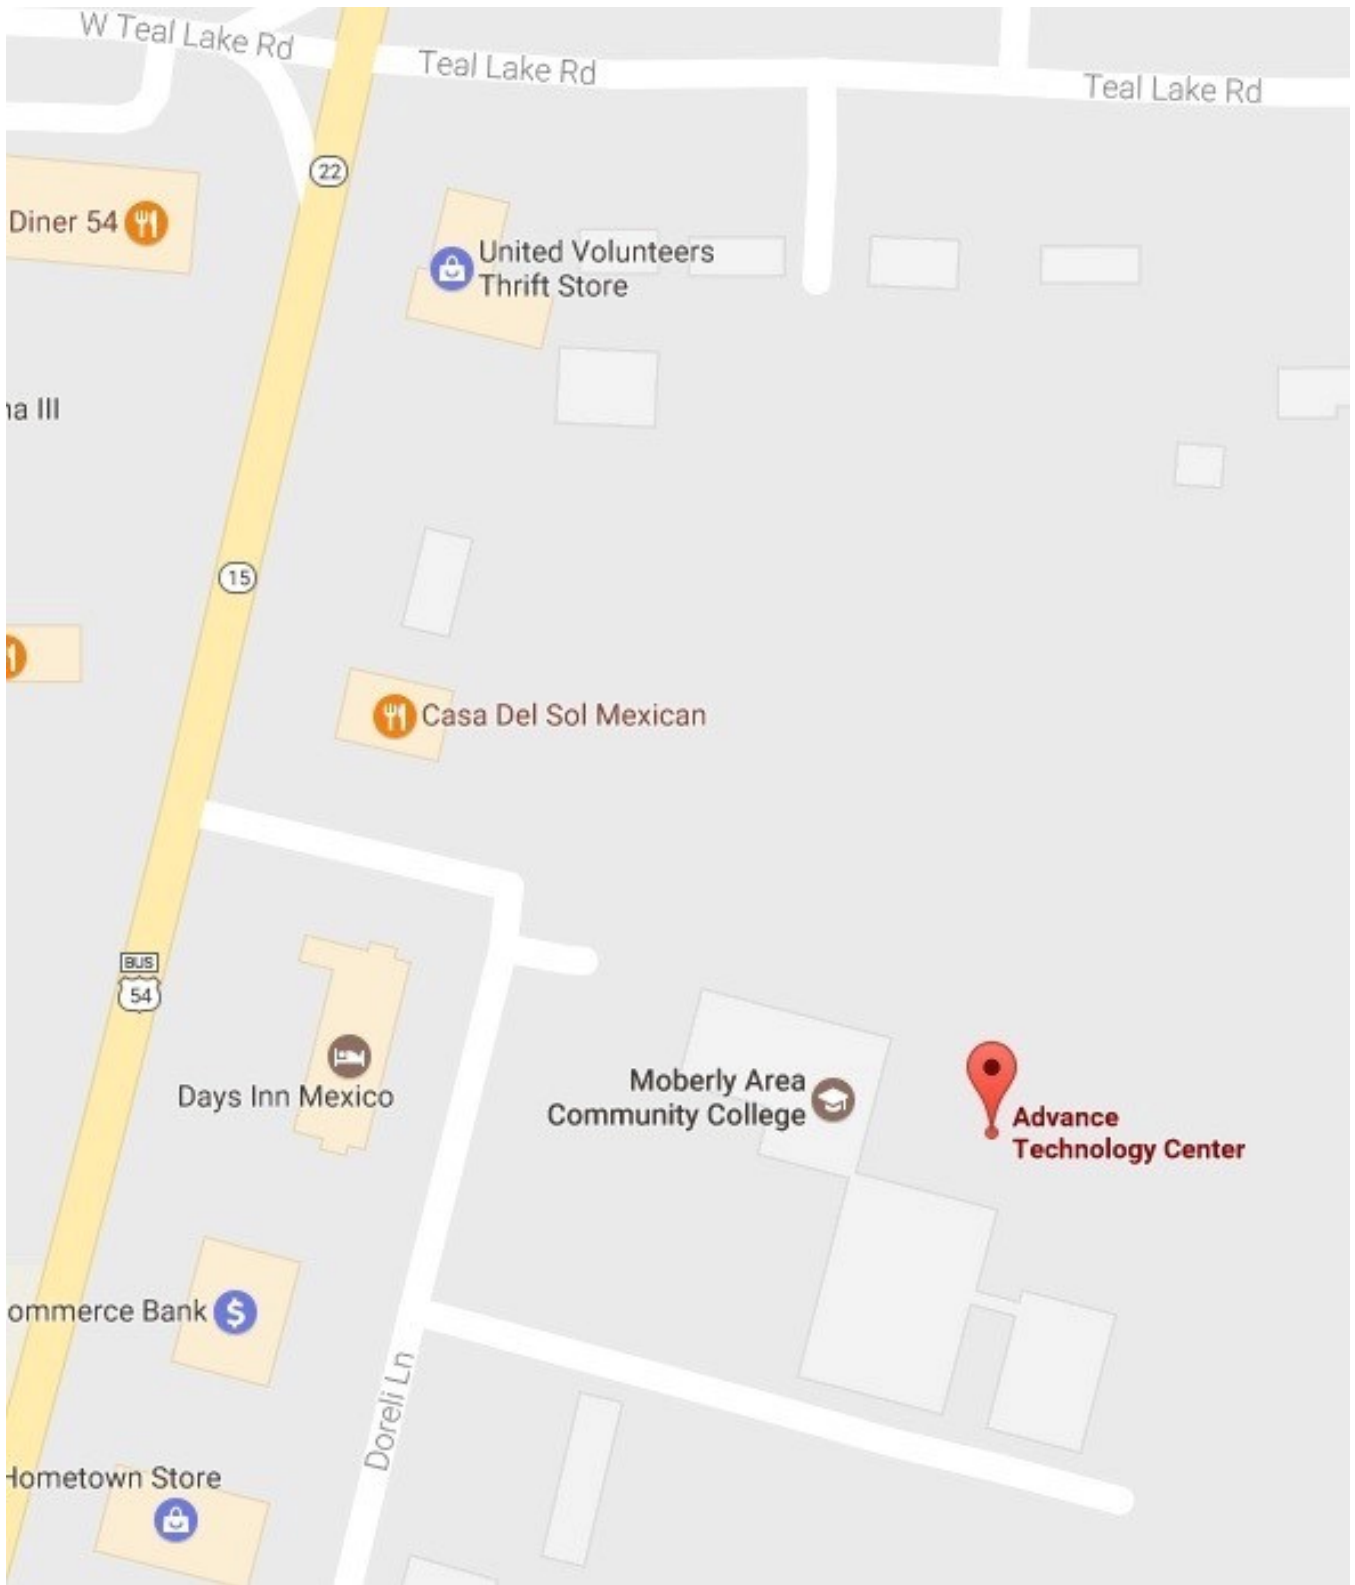 W Teal Lake Rd
Teal Lake Rd
Teal Lake Rd
22
Diner 54
United Volunteers
Thrift Store
na III
15
Casa Del Sol Mexican
BUS
54
Days Inn Mexico
Moberly Area
Community College
Advance
Technology Center
ommerce Bank
$
Doreli Ln
Hometown Store